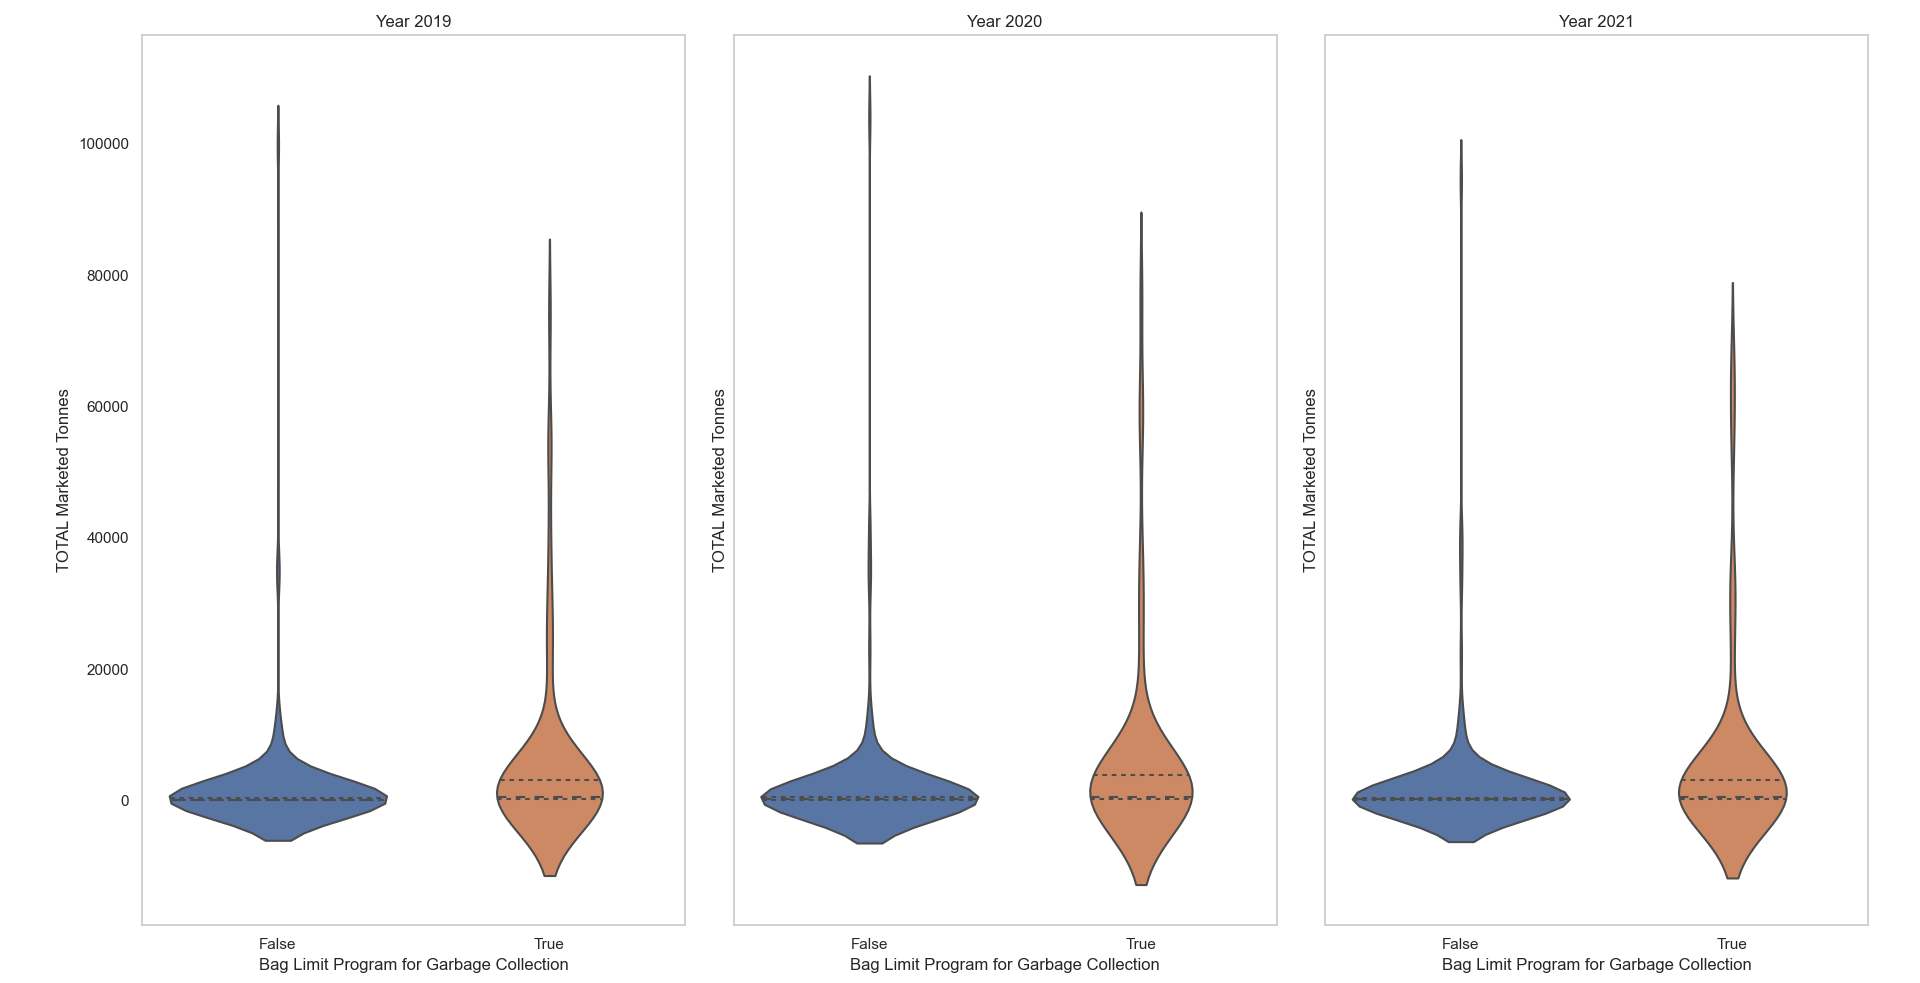 Year 2019
Year 2020
Year 2021
TOTAL Marketed Tonnes
100000
80000
60000
40000
20000
0
TOTAL Marketed Tonnes
TOTAL Marketed Tonnes
False
True
False
True
False
True
Bag Limit Program for Garbage Collection
Bag Limit Program for Garbage Collection
Bag Limit Program for Garbage Collection